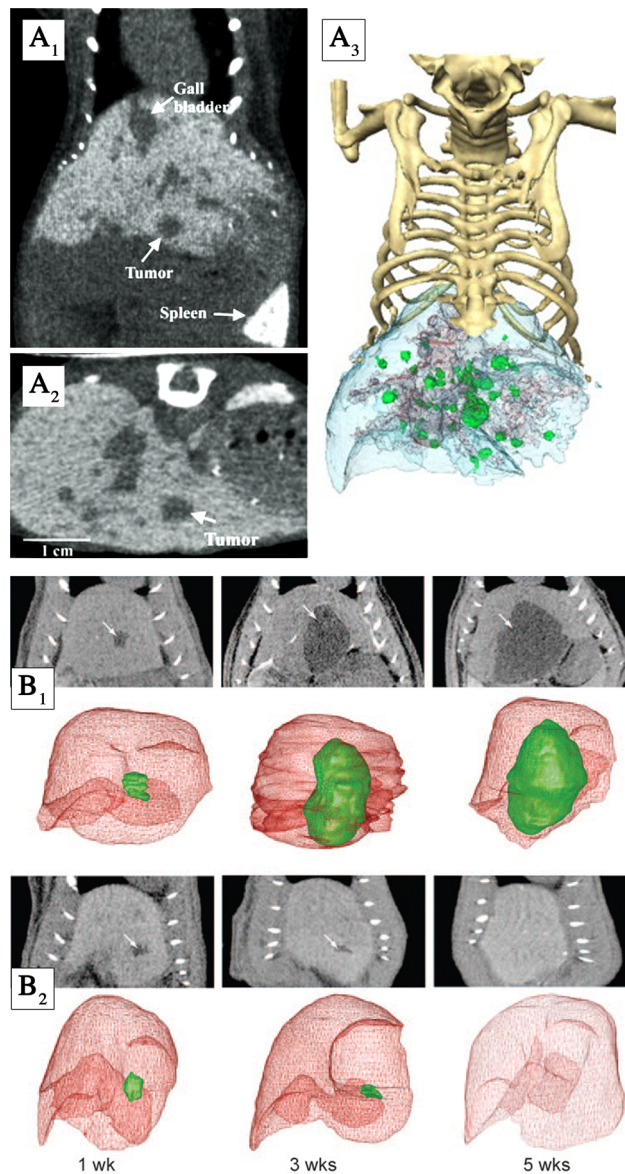 A1
A3
Gall
bladder
Tumor
Spleen
A2
Tumor
1 cm
B1
B2
1 wk
3 wks
5 wks